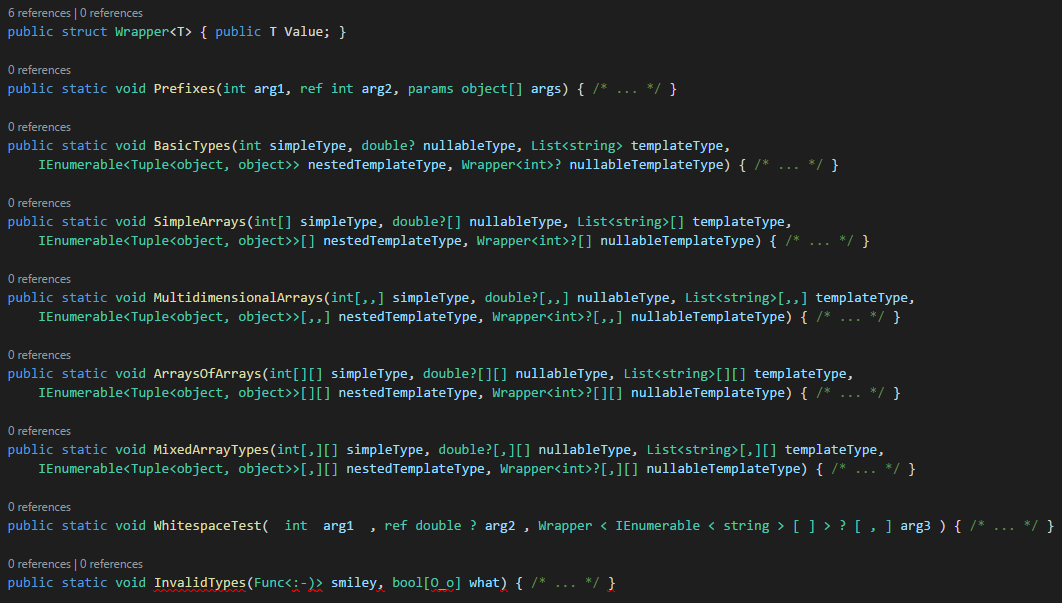 6 references | 0 references
public struct Wrapper<T> { public T Value; }
0 references
public static void Prefixes(int arg1, ref int arg2, params object[] args) { /* ... */ }
0 references
public static void BasicTypes(int simpleType, double? nullableType, List<string> templateType,
    IEnumerable<Tuple<object, object>> nestedTemplateType, Wrapper<int>? nullableTemplateType) { /* ... */ }
0 references
public static void SimpleArrays(int[] simpleType, double?[] nullableType, List<string>[] templateType,
    IEnumerable<Tuple<object, object>>[] nestedTemplateType, Wrapper<int>?[] nullableTemplateType) { /* ... */ }
0 references
public static void MultidimensionalArrays(int[,,] simpleType, double?[,,] nullableType, List<string>[,,] templateType,
    IEnumerable<Tuple<object, object>>[,,] nestedTemplateType, Wrapper<int>?[,,] nullableTemplateType) { /* ... */ }
0 references
public static void ArraysOfArrays(int[][] simpleType, double?[][] nullableType, List<string>[][] templateType,
    IEnumerable<Tuple<object, object>>[][] nestedTemplateType, Wrapper<int>?[][] nullableTemplateType) { /* ... */ }
0 references
public static void MixedArrayTypes(int[,][] simpleType, double?[,][] nullableType, List<string>[,][] templateType,
    IEnumerable<Tuple<object, object>>[,][] nestedTemplateType, Wrapper<int>?[,][] nullableTemplateType) { /* ... */ }
0 references
public static void WhitespaceTest(  int  arg1  , ref double ? arg2 , Wrapper < IEnumerable < string > [ ] > ? [ , ] arg3 ) { /* ... */ }
0 references | 0 references
public static void InvalidTypes(Func<:-)> smiley, bool[O_o] what) { /* ... */ }